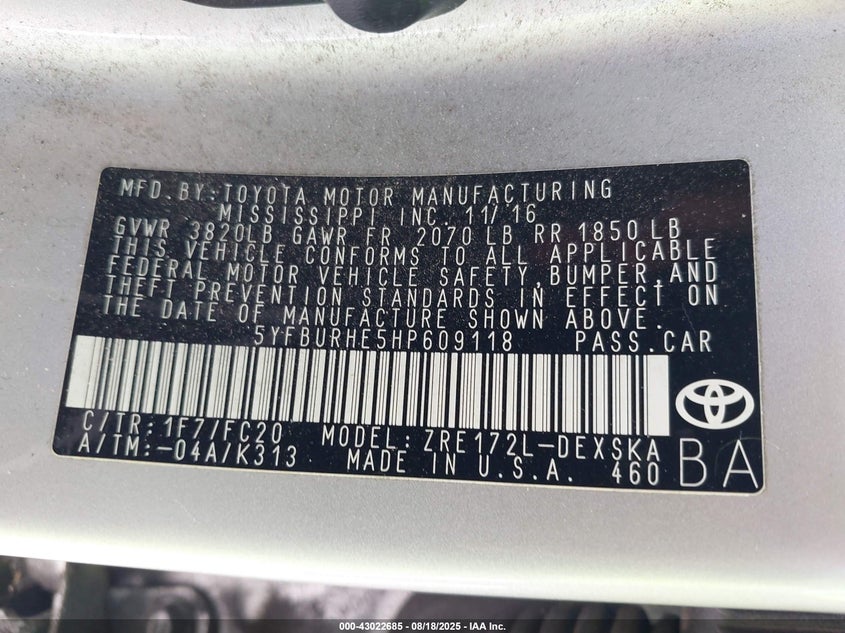 MFD.BY:TOYOTA MOTOR MANUFACTURING
MISSISSIPPI INC. 11/16
GVWR 3820LB GAWR FR 2070 LB RR 1850 LB
THIS VEHICLE CONFORMS TO ALL APPLICABLE
FEDERAL MOTOR VEHICLE SAFETY,BUMPER,AND
THEFT PREVENTION STANDARDS IN EFFECT ON
THE DATE OF MANUFACTURE SHOWN ABOVE.
5YFBURHE5HP609118 PASS.CAR
C/TR:1F7/FC20 MODEL:ZRE172L-DEXSKA
A/TM:-04A/K313 MADE IN U.S.A. 460 BA
000-43022685 - 08/18/2025 - IAA Inc.